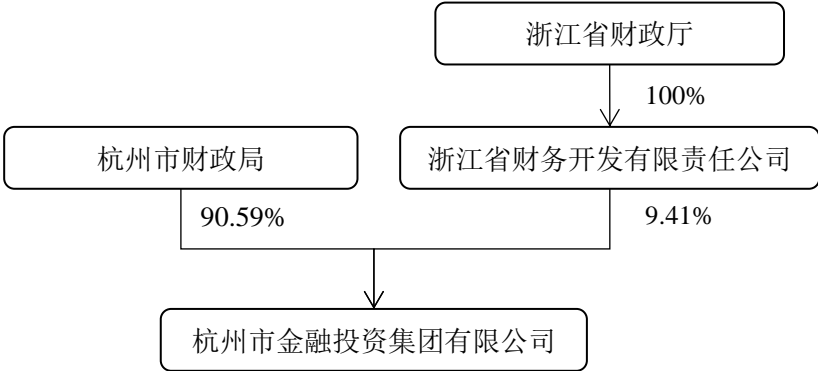 浙江省财政厅
100%
杭州市财政局
浙江省财务开发有限责任公司
90.59%
9.41%
杭州市金融投资集团有限公司